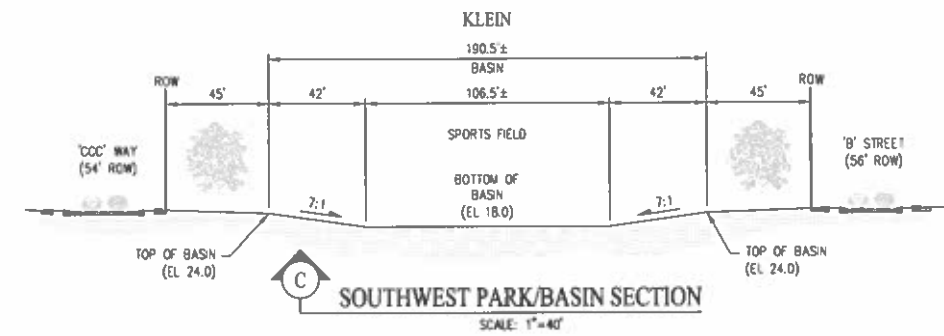 KLEIN
190.5'±
BASIN
ROW
ROW
45'
42'
106.5'±
42'
45'
'CCC' WAY
(54' ROW)
SPORTS FIELD
'B' STREET
(56' ROW)
BOTTOM OF
BASIN
(EL 18.0)
7:1
7:1
TOP OF BASIN
(EL 24.0)
TOP OF BASIN
(EL 24.0)
C
SOUTHWEST PARK/BASIN SECTION
SCALE: 1"=40'